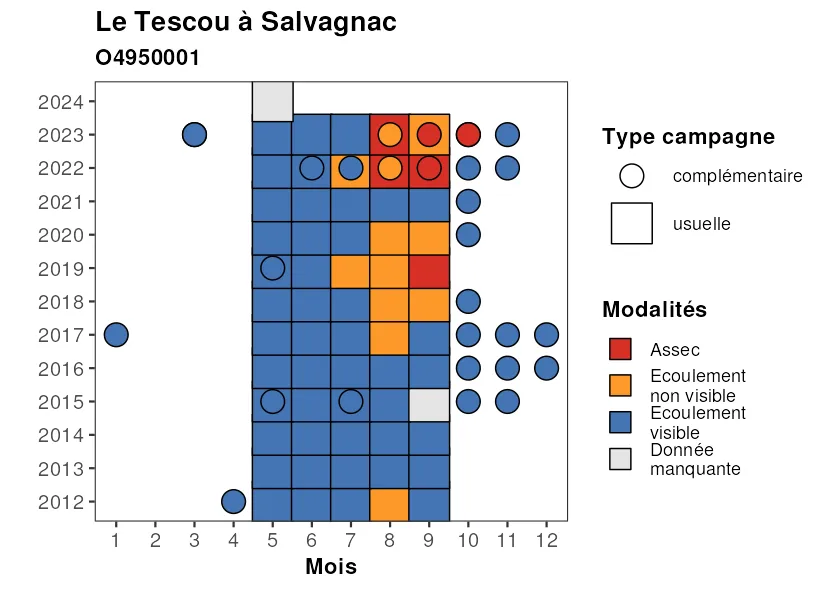 Le Tescou à Salvagnac
O4950001
2024
2023
2022
2021
2020
2019
2018
2017
2016
2015
2014
2013
2012
1 2 3 4 5 6 7 8 9 10 11 12
Mois
Type campagne
complémentaire
usuelle
Modalités
Assec
Ecoulement
non visible
Ecoulement
visible
Donnée
manquante